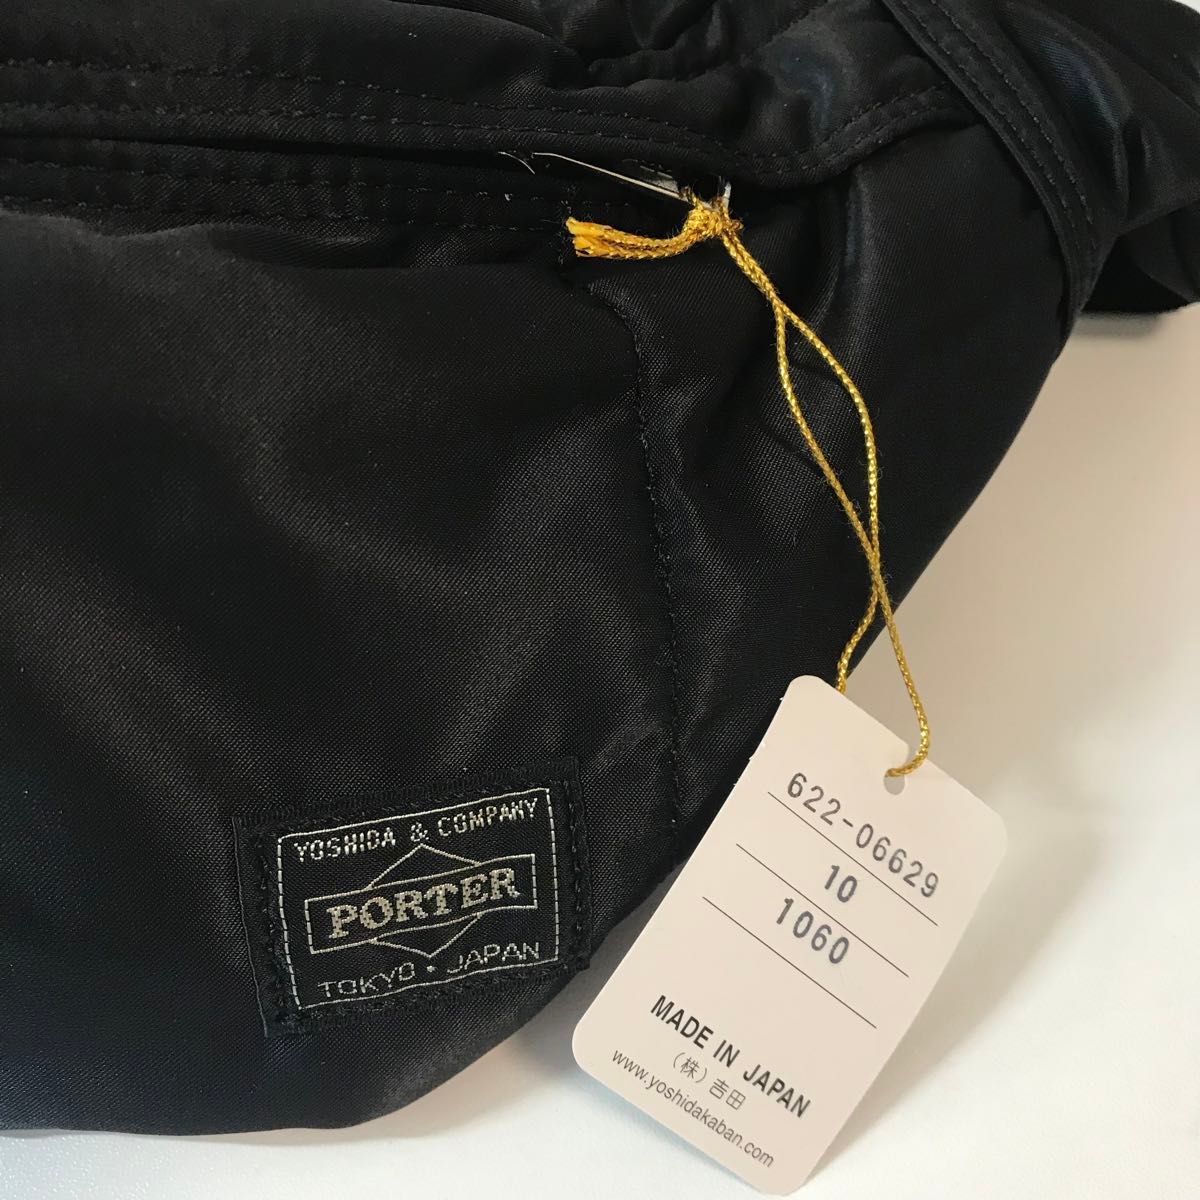 YOSHIDA & COMPANY
PORTER
TOKYO・JAPAN
622-06629
10
1060
MADE IN JAPAN
(株)吉田
www.yoshidakaban.com